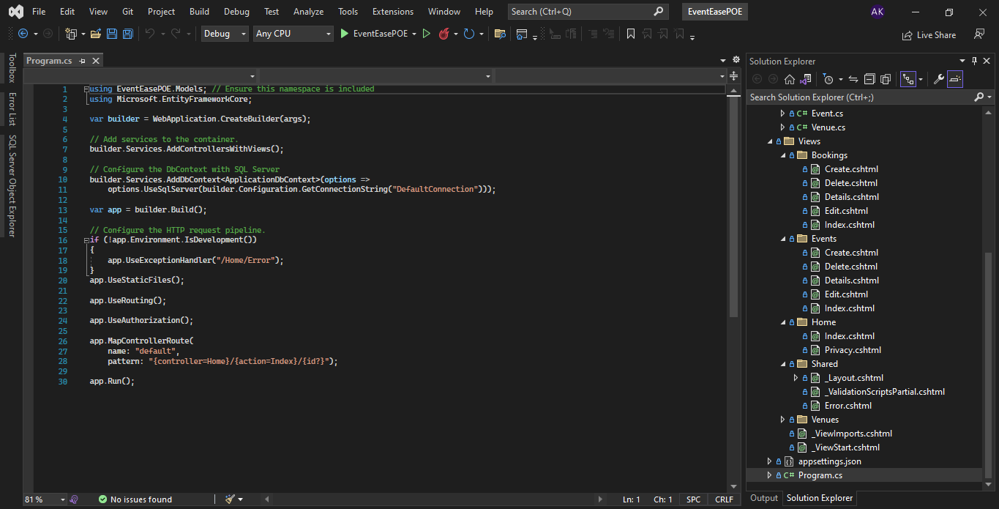 File Edit View Git Project Build Debug Test Analyze Tools Extensions Window Help Search (Ctrl+Q) EventEasePOE AK
Debug Any CPU EventEasePOE Live Share
Toolbox
Error List
SQL Server Object Explorer
Program.cs
1 using EventEasePOE.Models; // Ensure this namespace is included
2 using Microsoft.EntityFrameworkCore;
3
4 var builder = WebApplication.CreateBuilder(args);
5
6 // Add services to the container.
7 builder.Services.AddControllersWithViews();
8
9 // Configure the DbContext with SQL Server
10 builder.Services.AddDbContext<ApplicationDbContext>(options =>
11 options.UseSqlServer(builder.Configuration.GetConnectionString("DefaultConnection")));
12
13 var app = builder.Build();
14
15 // Configure the HTTP request pipeline.
16 if (!app.Environment.IsDevelopment())
17 {
18 app.UseExceptionHandler("/Home/Error");
19 }
20 app.UseStaticFiles();
21
22 app.UseRouting();
23
24 app.UseAuthorization();
25
26 app.MapControllerRoute(
27 name: "default",
28 pattern: "{controller=Home}/{action=Index}/{id?}");
29
30 app.Run();
81 % No issues found Ln: 1 Ch: 1 SPC CRLF
Solution Explorer
Search Solution Explorer (Ctrl+;)
C# Event.cs
C# Venue.cs
Views
Bookings
Create.cshtml
Delete.cshtml
Details.cshtml
Edit.cshtml
Index.cshtml
Events
Create.cshtml
Delete.cshtml
Details.cshtml
Edit.cshtml
Index.cshtml
Home
Index.cshtml
Privacy.cshtml
Shared
_Layout.cshtml
_ValidationScriptsPartial.cshtml
Error.cshtml
Venues
_ViewImports.cshtml
_ViewStart.cshtml
appsettings.json
C# Program.cs
Output Solution Explorer